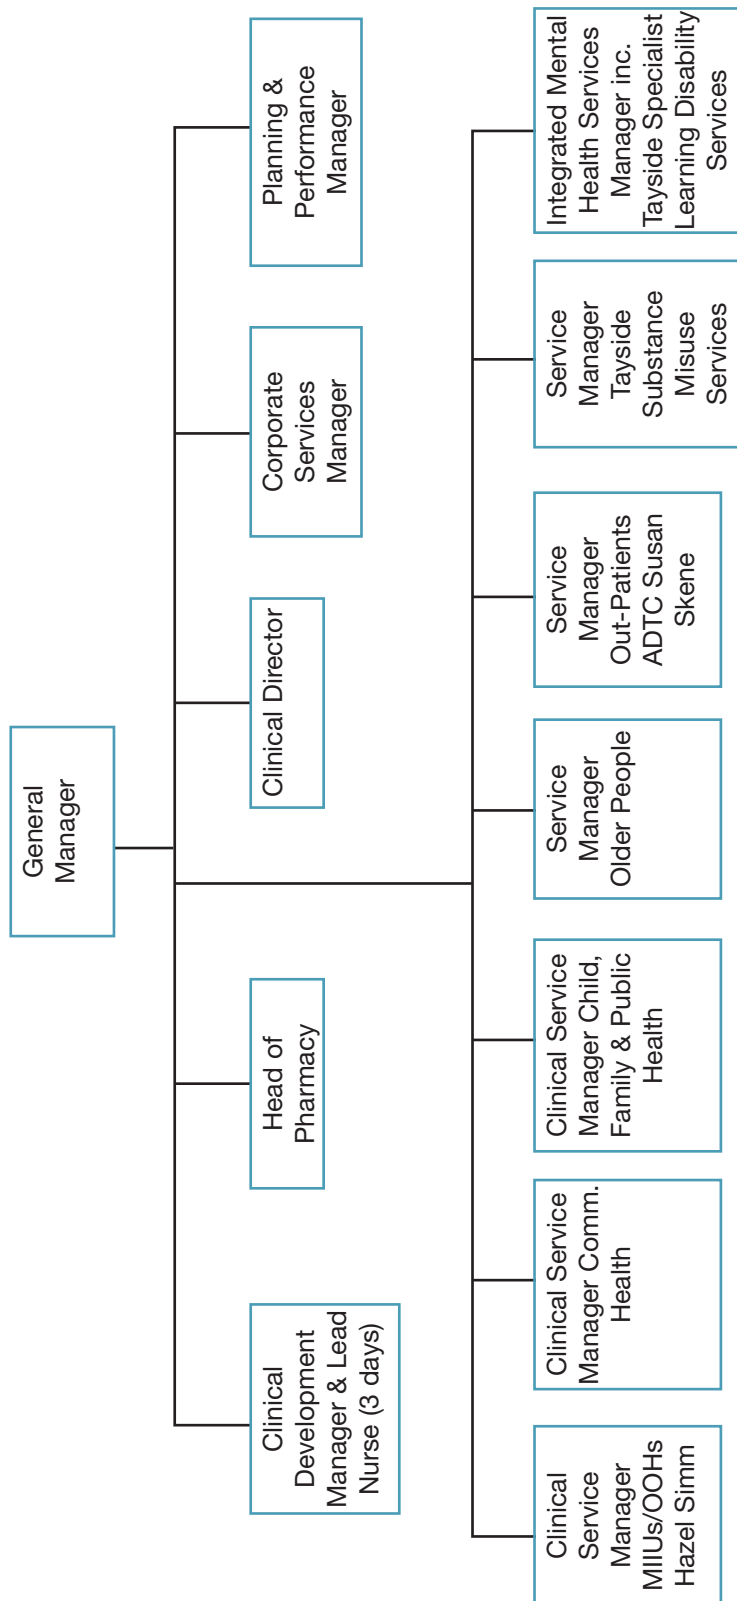 General
Manager
Clinical
Development
Manager & Lead
Nurse (3 days)
Head of
Pharmacy
Clinical Director
Corporate
Services
Manager
Planning &
Performance
Manager
Clinical
Service
Manager
MIIUs/OOHs
Hazel Simm
Clinical Service
Manager Comm.
Health
Clinical Service
Manager Child,
Family & Public
Health
Service
Manager
Older People
Service
Manager
Out-Patients
ADTC Susan
Skene
Service
Manager
Tayside
Substance
Misuse
Services
Integrated Mental
Health Services
Manager inc.
Tayside Specialist
Learning Disability
Services